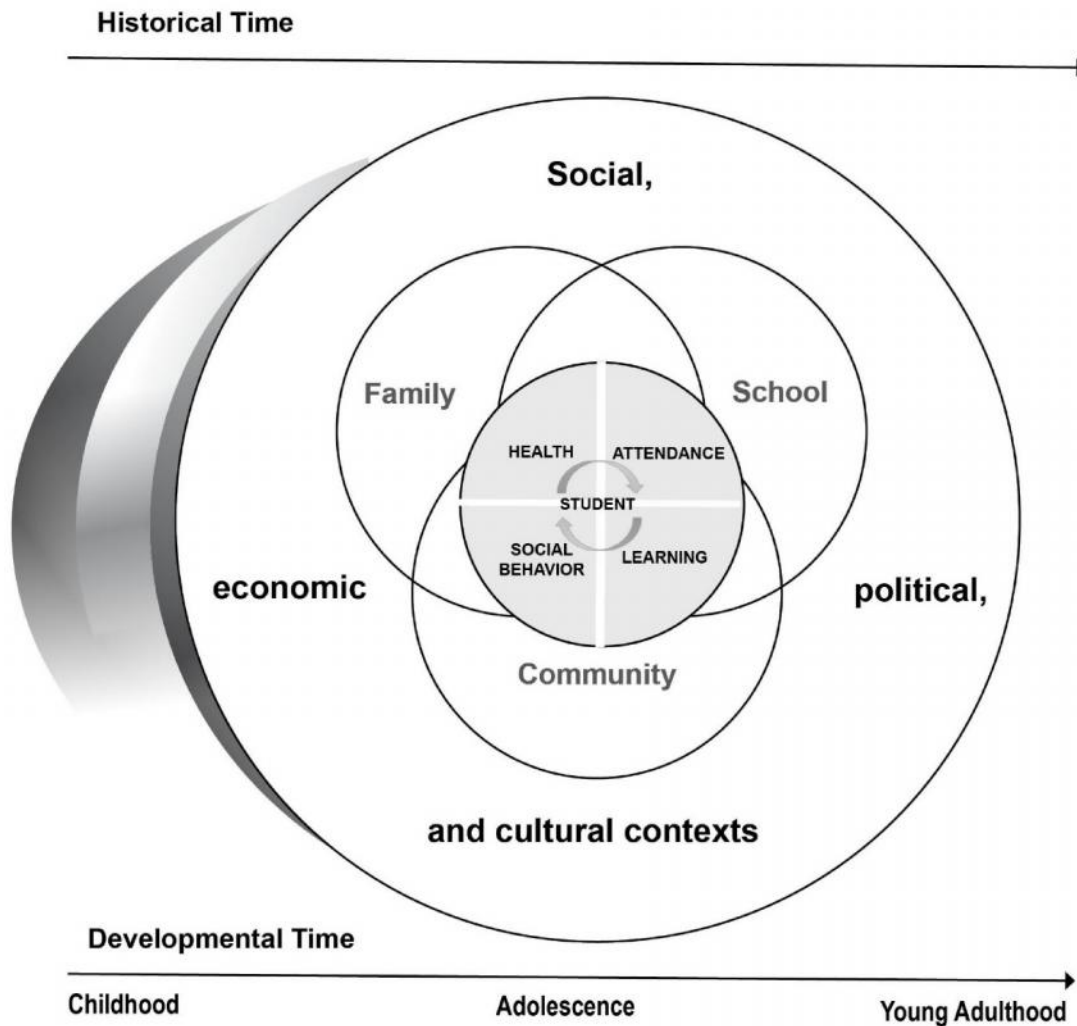 Historical Time
Social,
Family
School
HEALTH
ATTENDANCE
STUDENT
SOCIAL
BEHAVIOR
LEARNING
economic
political,
Community
and cultural contexts
Developmental Time
Childhood
Adolescence
Young Adulthood